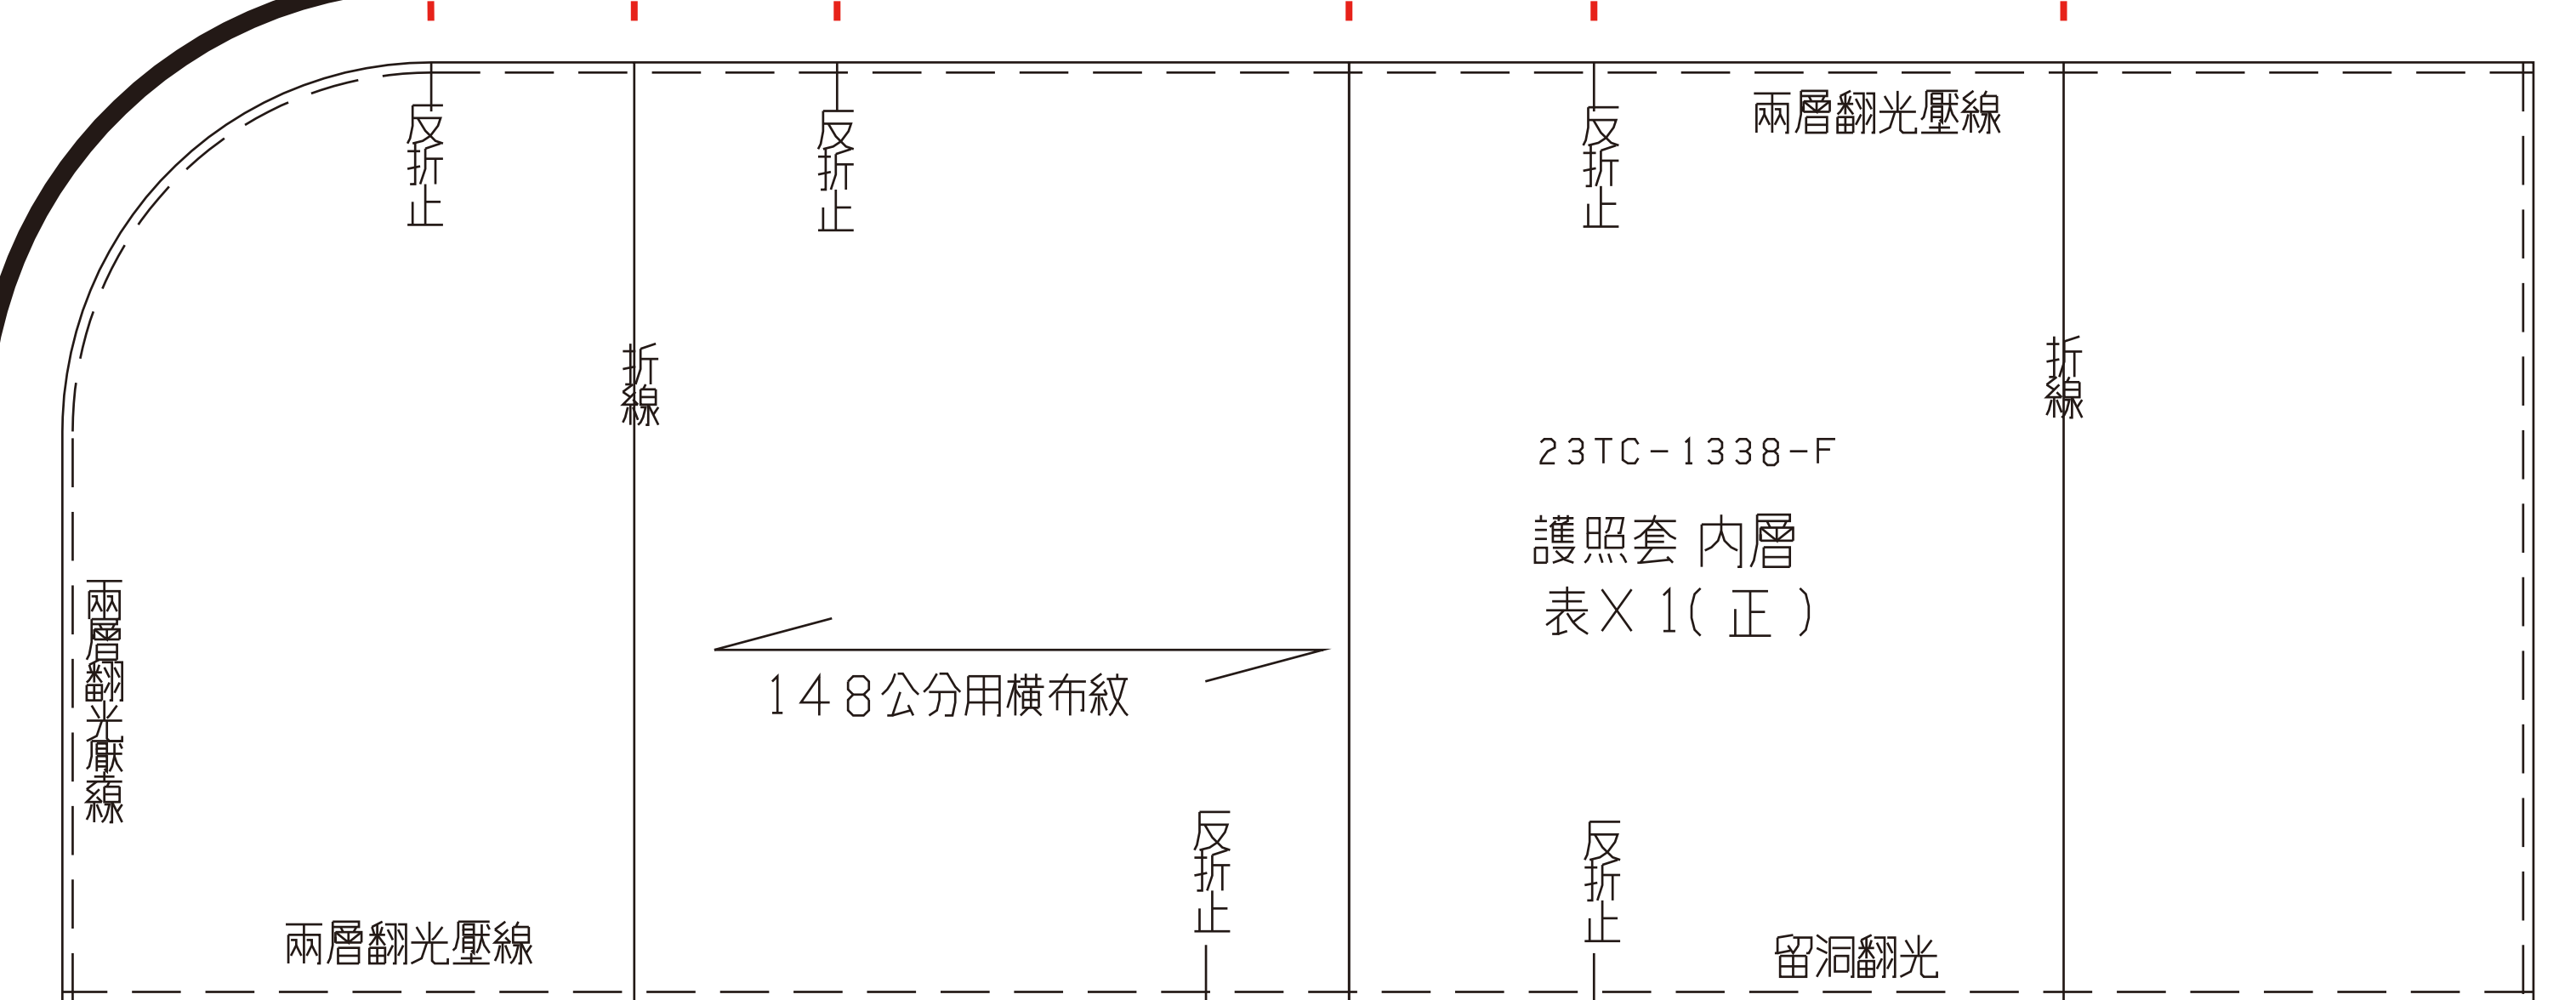 反折止
反折止
反折止
兩層翻光壓線
折線
折線
23TC-1338-F
護照套 內層
表X 1( 正 )
兩層翻光壓線
148公分用橫布紋
反折止
反折止
兩層翻光壓線
留洞翻光